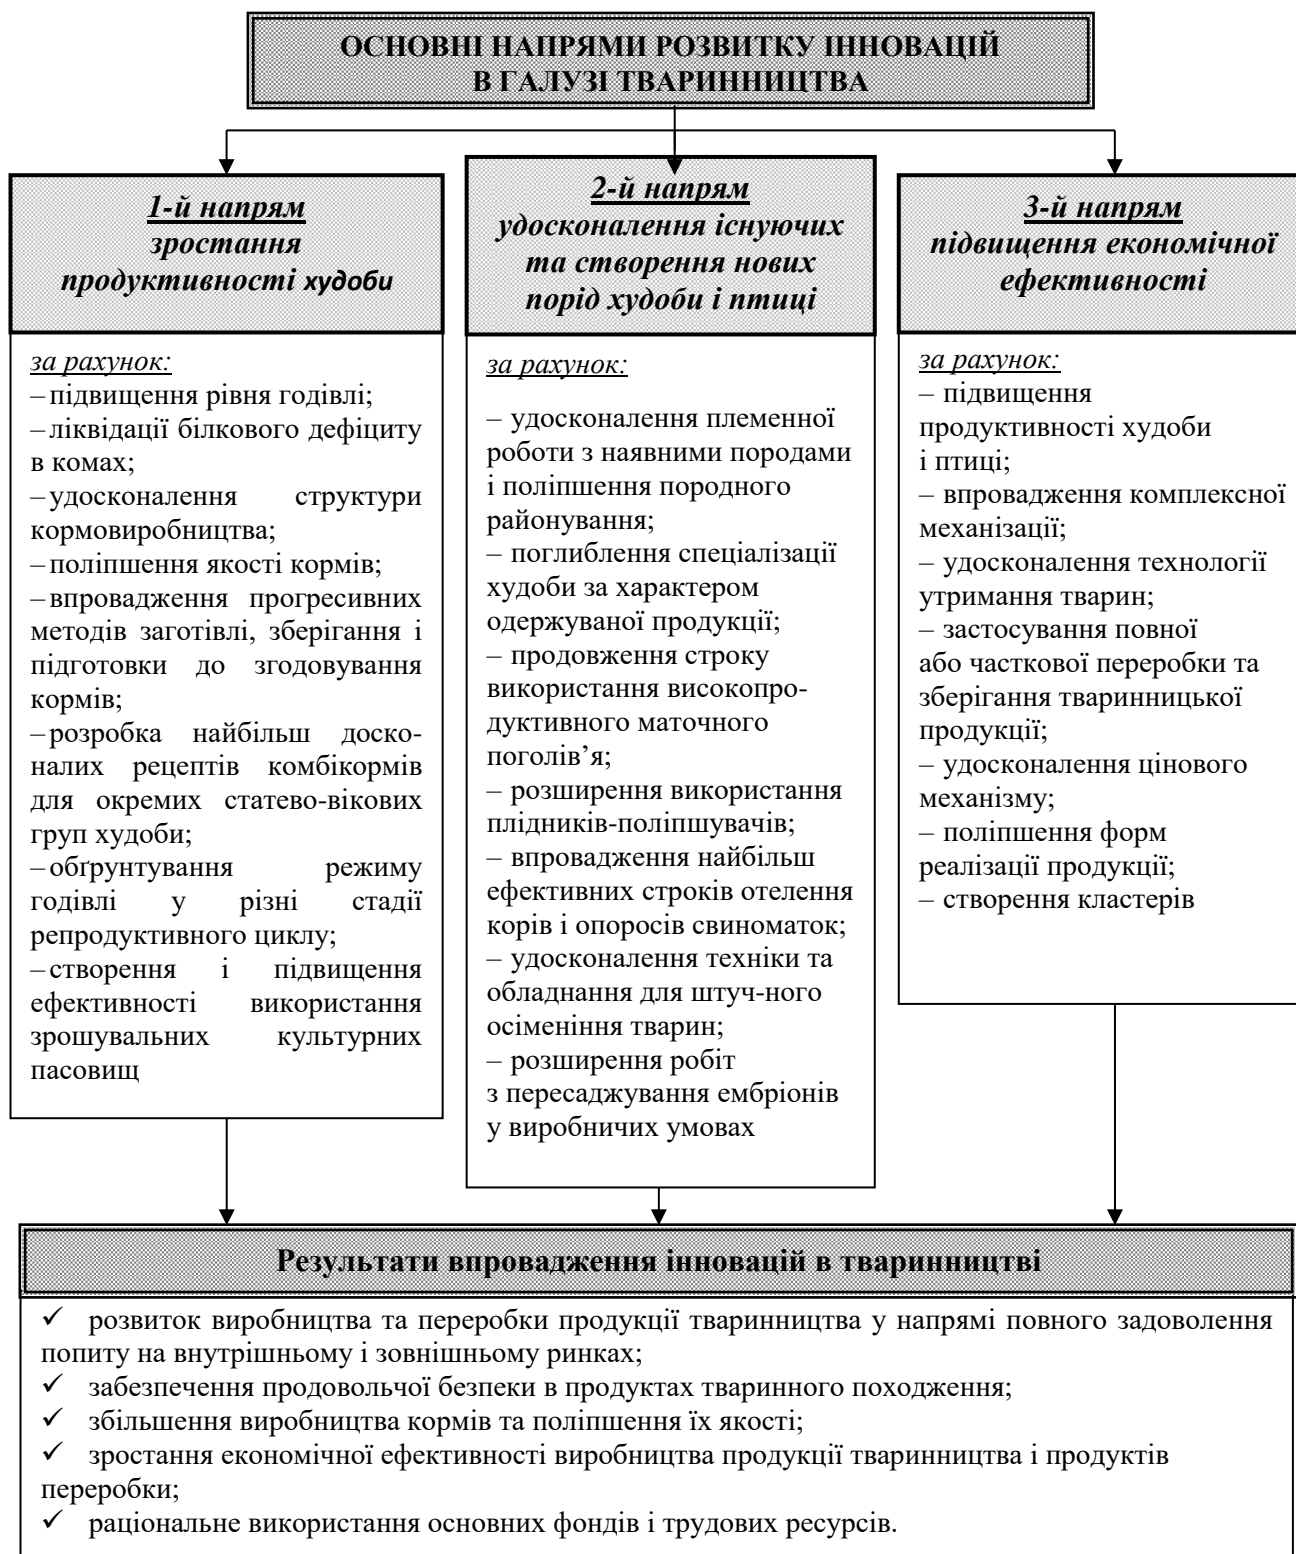 ОСНОВНІ НАПРЯМИ РОЗВИТКУ ІННОВАЦІЙ
В ГАЛУЗІ ТВАРИННИЦТВА
1-й напрям
зростання
продуктивності худоби
за рахунок:
– підвищення рівня годівлі;
– ліквідації білкового дефіциту
в комах;
– удосконалення структури
кормовиробництва;
– поліпшення якості кормів;
– впровадження прогресивних
методів заготівлі, зберігання і
підготовки до згодовування
кормів;
– розробка найбільш доско-
налих рецептів комбікормів
для окремих статево-вікових
груп худоби;
– обґрунтування режиму
годівлі у різні стадії
репродуктивного циклу;
– створення і підвищення
ефективності використання
зрошувальних культурних
пасовищ
2-й напрям
удосконалення існуючих
та створення нових
порід худоби і птиці
за рахунок:
– удосконалення племенної
роботи з наявними породами
і поліпшення породного
районування;
– поглиблення спеціалізації
худоби за характером
одержуваної продукції;
– продовження строку
використання високопро-
дуктивного маточного
поголів’я;
– розширення використання
плідників-поліпшувачів;
– впровадження найбільш
ефективних строків отелення
корів і опоросів свиноматок;
– удосконалення техніки та
обладнання для штуч-ного
осіменіння тварин;
– розширення робіт
з пересаджування ембріонів
у виробничих умовах
3-й напрям
підвищення економічної
ефективності
за рахунок:
– підвищення
продуктивності худоби
і птиці;
– впровадження комплексної
механізації;
– удосконалення технології
утримання тварин;
– застосування повної
або часткової переробки та
зберігання тваринницької
продукції;
– удосконалення цінового
механізму;
– поліпшення форм
реалізації продукції;
– створення кластерів
Результати впровадження інновацій в тваринництві
✓ розвиток виробництва та переробки продукції тваринництва у напрямі повного задоволення
попиту на внутрішньому і зовнішньому ринках;
✓ забезпечення продовольчої безпеки в продуктах тваринного походження;
✓ збільшення виробництва кормів та поліпшення їх якості;
✓ зростання економічної ефективності виробництва продукції тваринництва і продуктів
переробки;
✓ раціональне використання основних фондів і трудових ресурсів.